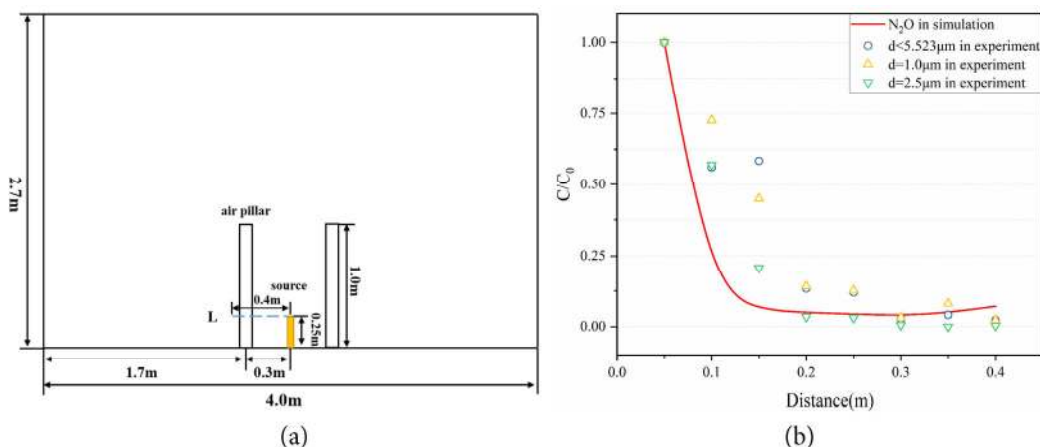 2.7m
air pillar
source
0.4m
L
0.25m
1.0m
1.7m
0.3m
4.0m
(a)
N₂O in simulation
d<5.523μm in experiment
d=1.0μm in experiment
d=2.5μm in experiment
1.00
0.75
0.50
0.25
0.00
C/C₀
0.0
0.1
0.2
0.3
0.4
Distance(m)
(b)